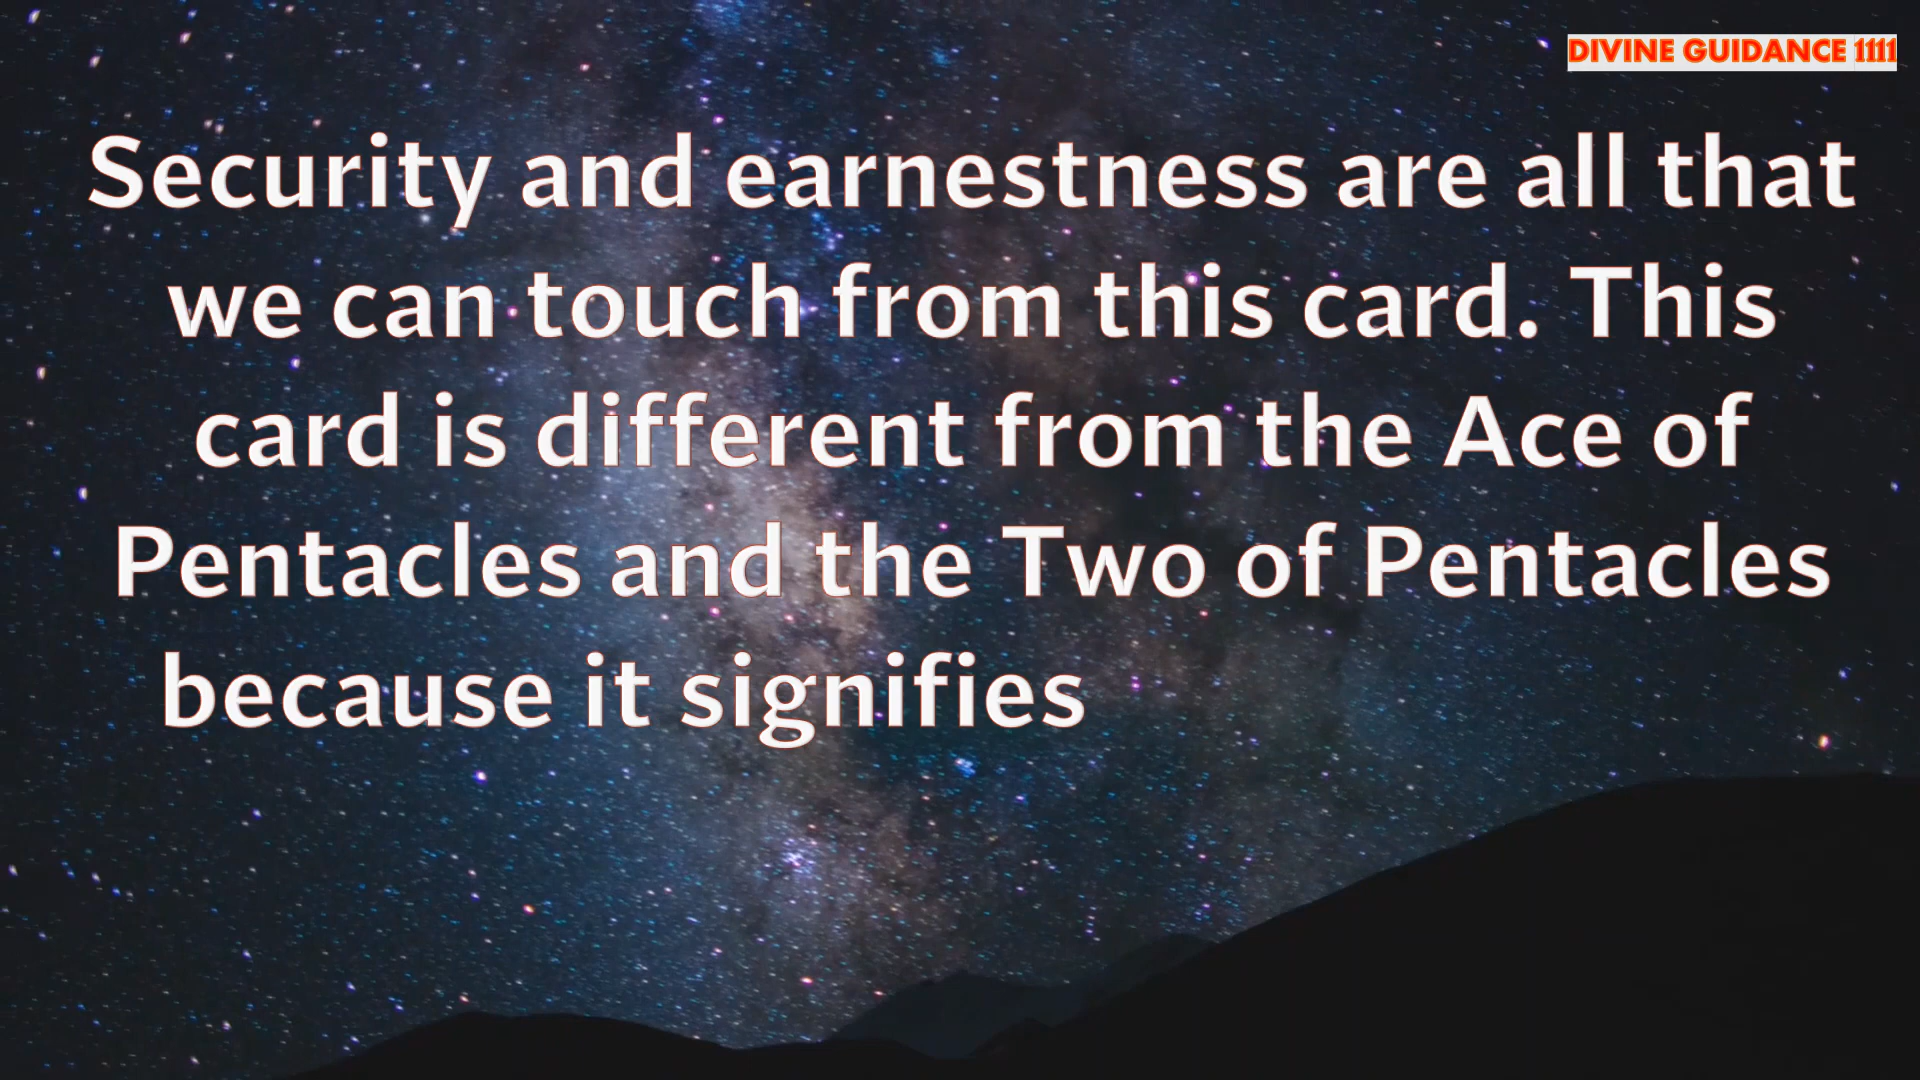 DIVINE GUIDANCE 1111
Security and earnestness are all that
we can touch from this card. This
card is different from the Ace of
Pentacles and the Two of Pentacles
because it signifies